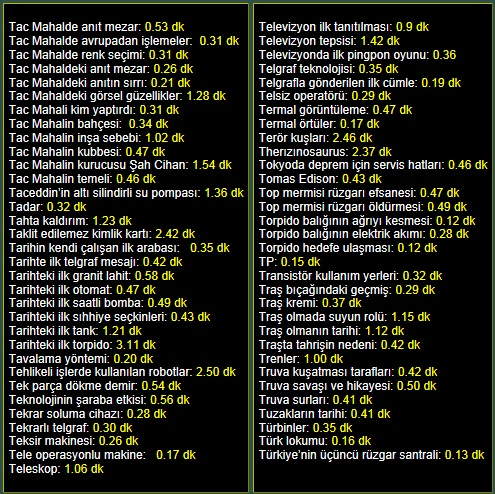 Tac Mahalde anıt mezar: 0.53 dk
Tac Mahalde avrupadan işlemeler: 0.31 dk
Tac Mahalde renk seçimi: 0.31 dk
Tac Mahaldeki anıt mezar: 0.26 dk
Tac Mahaldeki anıtın sırrı: 0.21 dk
Tac Mahaldeki görsel güzellikler: 1.28 dk
Tac Mahali kim yaptırdı: 0.31 dk
Tac Mahalin bahçesi: 0.34 dk
Tac Mahalin inşa sebebi: 1.02 dk
Tac Mahalin kubbesi: 0.47 dk
Tac Mahalin kurucusu Şah Cihan: 1.54 dk
Tac Mahalin temeli: 0.46 dk
Taceddin'in altı silindirli su pompası: 1.36 dk
Tadar: 0.32 dk
Tahta kaldırım: 1.23 dk
Taklit edilemez kimlik kartı: 2.42 dk
Tarihin kendi çalışan ilk arabası: 0.35 dk
Tarihte ilk telgraf mesajı: 0.42 dk
Tarihteki ilk granit lahit: 0.58 dk
Tarihteki ilk otomat: 0.47 dk
Tarihteki ilk saatli bomba: 0.49 dk
Tarihteki ilk sıhhiye seçkinleri: 0.43 dk
Tarihteki ilk tank: 1.21 dk
Tarihteki ilk torpido: 3.11 dk
Tavalama yöntemi: 0.20 dk
Tehlikeli işlerde kullanılan robotlar: 2.50 dk
Tek parça dökme demir: 0.54 dk
Teknolojinin şaraba etkisi: 0.56 dk
Tekrar soluma cihazı: 0.28 dk
Tekrarlı telgraf: 0.30 dk
Teksir makinesi: 0.26 dk
Tele operasyonlu makine: 0.17 dk
Teleskop: 1.06 dk
Televizyon ilk tanıtılması: 0.9 dk
Televizyon tepsisi: 1.42 dk
Televizyonda ilk pingpon oyunu: 0.36
Telgraf teknolojisi: 0.35 dk
Telgrafla gönderilen ilk cümle: 0.19 dk
Telsiz operatörü: 0.29 dk
Termal görüntüleme: 0.47 dk
Termal örtüler: 0.17 dk
Terör kuşları: 2.46 dk
Therızinosaurus: 2.37 dk
Tokyoda deprem için servis hatları: 0.46 dk
Tomas Edison: 0.43 dk
Top mermisi rüzgarı efsanesi: 0.47 dk
Top mermisi rüzgarı öldürmesi: 0.49 dk
Torpido balığının ağrıyı kesmesi: 0.12 dk
Torpido balığının elektrik akımı: 0.28 dk
Torpido hedefe ulaşması: 0.12 dk
TP: 0.15 dk
Transistör kullanım yerleri: 0.32 dk
Traş bıçağındaki geçmiş: 0.29 dk
Traş kremi: 0.37 dk
Traş olmada suyun rolü: 1.15 dk
Traş olmanın tarihi: 1.12 dk
Traşta tahrişin nedeni: 0.42 dk
Trenler: 1.00 dk
Truva kuşatması tarafları: 0.42 dk
Truva savaşı ve hikayesi: 0.50 dk
Truva surları: 0.41 dk
Tuzakların tarihi: 0.41 dk
Türbinler: 0.35 dk
Türk lokumu: 0.16 dk
Türkiye'nin üçüncü rüzgar santrali: 0.13 dk